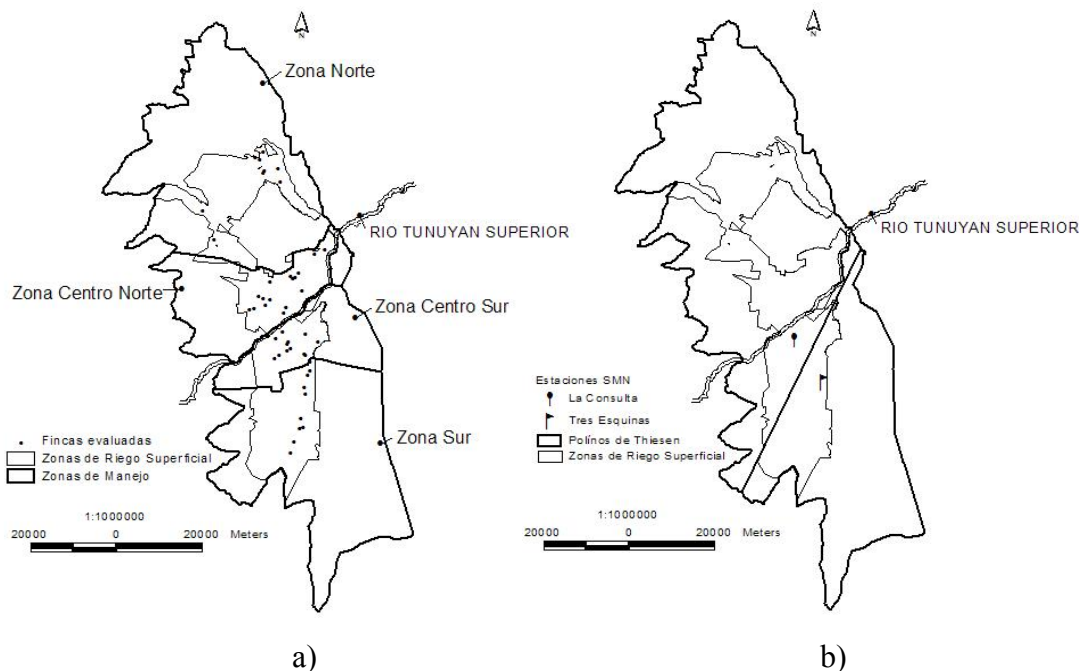 N
Zona Norte
RIO TUNUYAN SUPERIOR
Zona Centro Norte
Zona Centro Sur
Zona Sur
Fincas evaluadas
Zonas de Riego Superficial
Zonas de Manejo
1:1000000
20000 0 20000 Meters
a)
N
RIO TUNUYAN SUPERIOR
Estaciones SMN
La Consulta
Tres Esquinas
Polínos de Thiesen
Zonas de Riego Superficial
1:1000000
20000 0 20000 Meters
b)